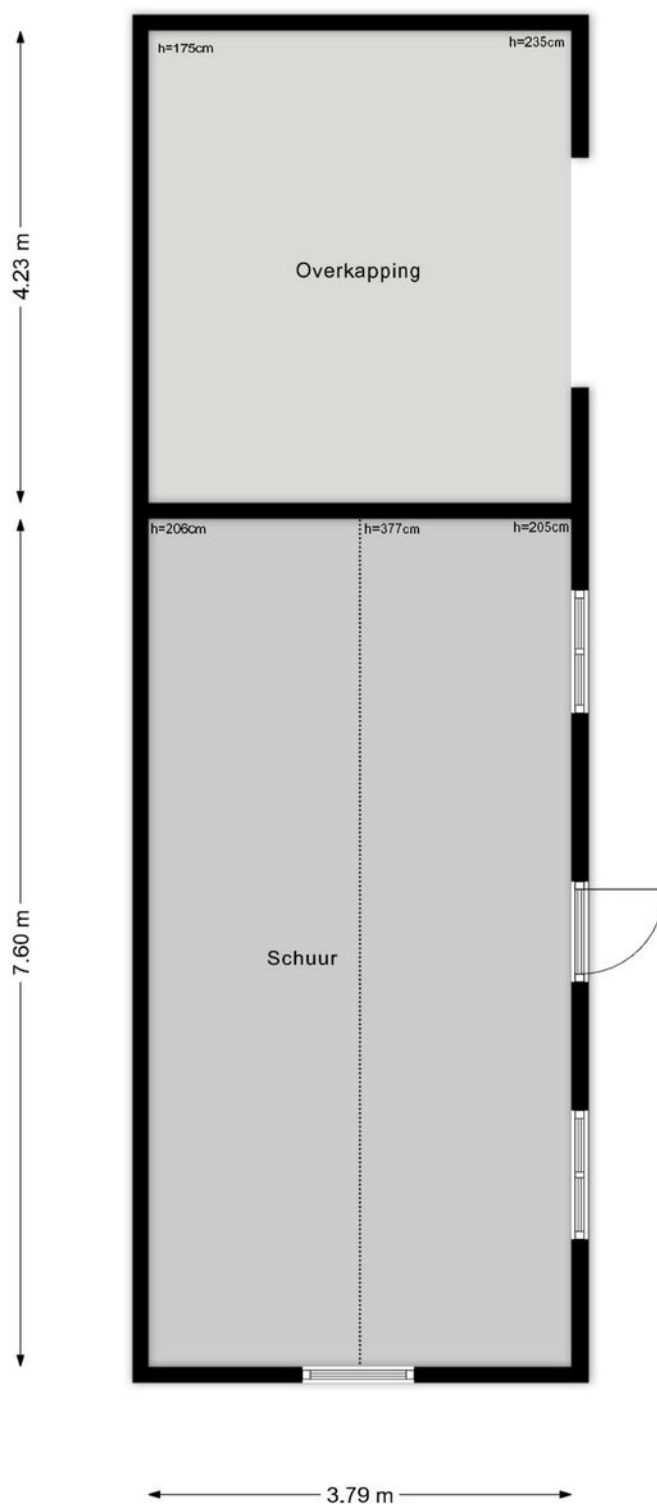 h=175cm
h=235cm
4.23 m
Overkapping
h=206cm
h=377cm
h=205cm
7.60 m
Schuur
3.79 m